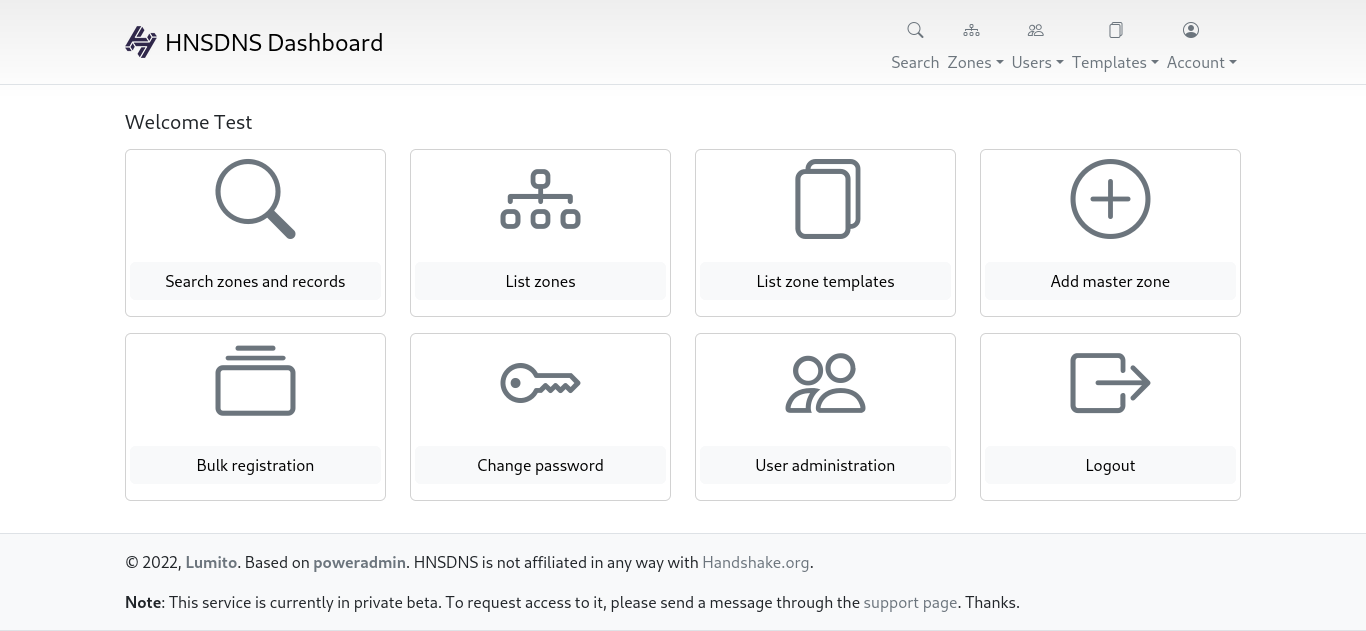 HNSDNS Dashboard
Search Zones Users Templates Account
Welcome Test
Search zones and records
List zones
List zone templates
Add master zone
Bulk registration
Change password
User administration
Logout
© 2022, Lumito. Based on poweradmin. HNSDNS is not affiliated in any way with Handshake.org.
Note: This service is currently in private beta. To request access to it, please send a message through the support page. Thanks.